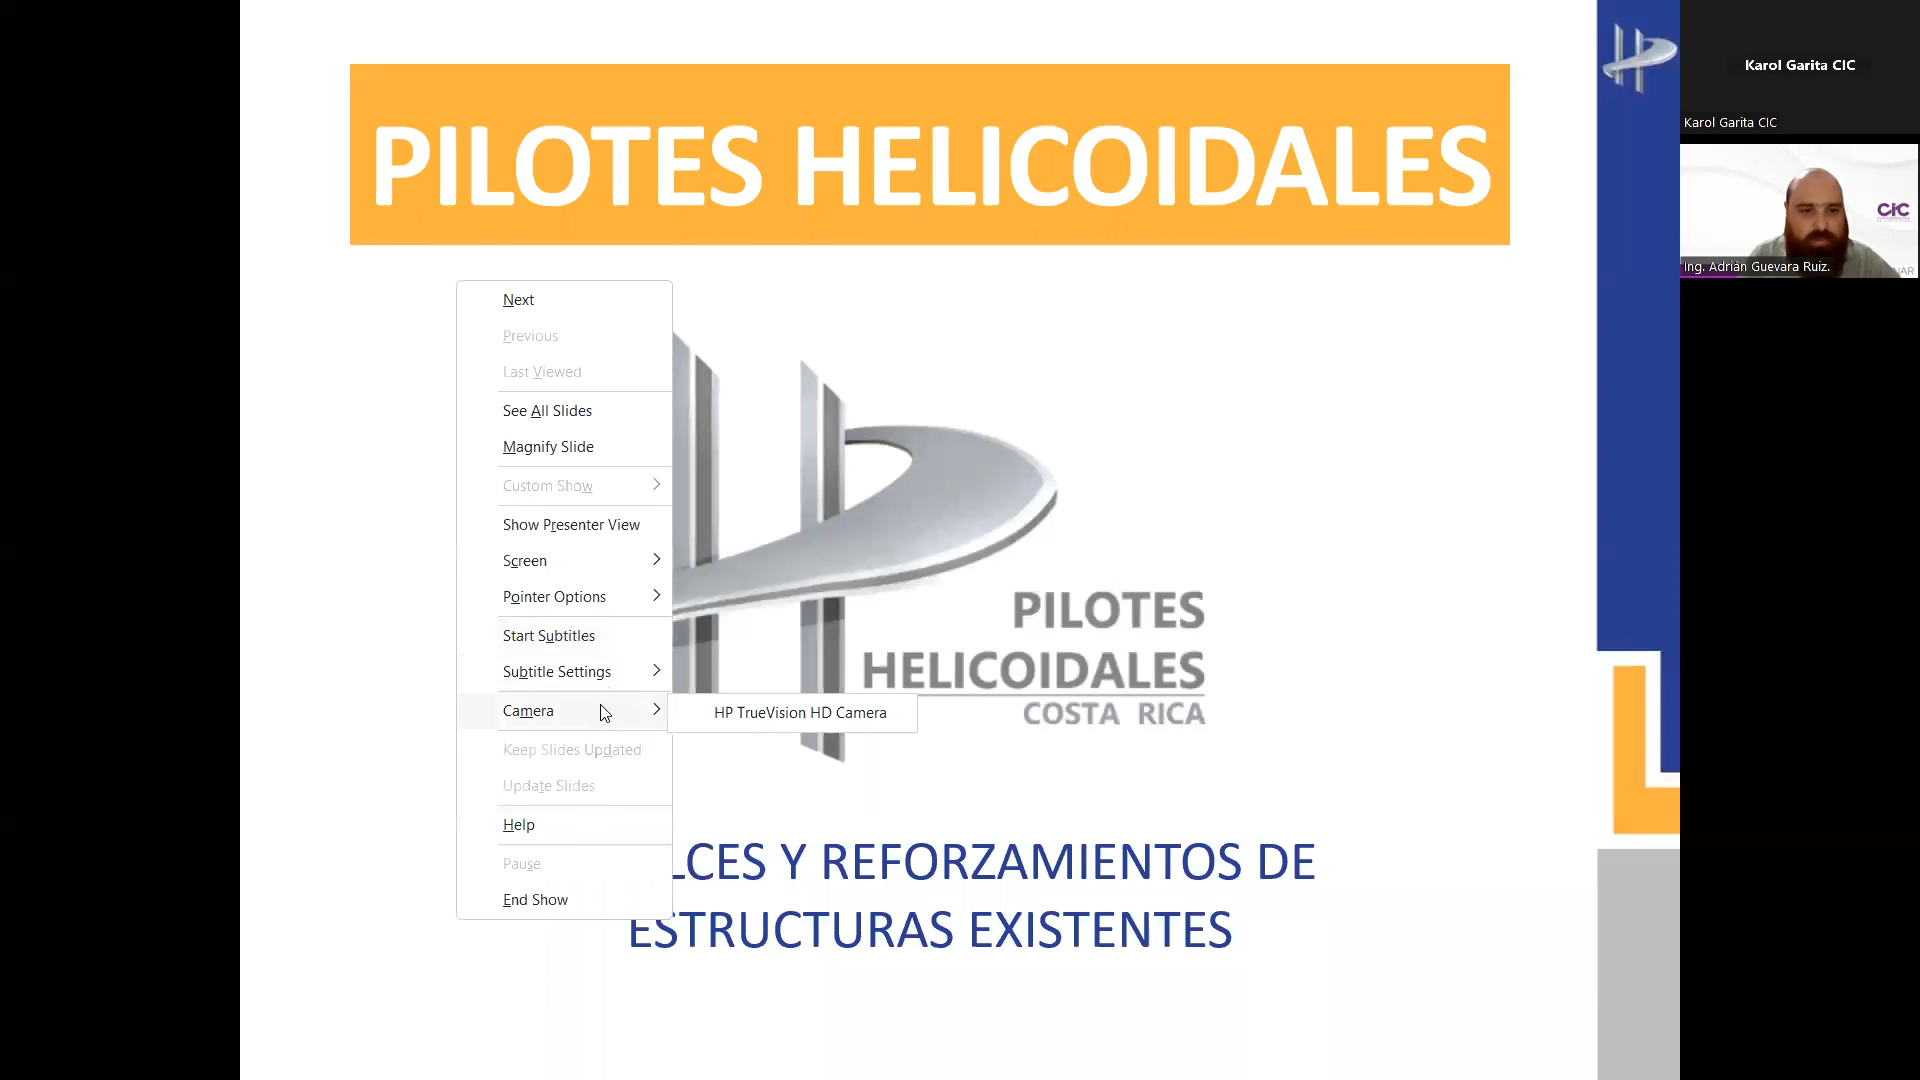 PILOTES HELICOIDALES
Next
Previous
Last Viewed
See All Slides
Magnify Slide
Custom Show
Show Presenter View
Screen
Pointer Options
Start Subtitles
Subtitle Settings
Camera
HP TrueVision HD Camera
Keep Slides Updated
Update Slides
Help
Pause
End Show
PILOTES
HELICOIDALES
COSTA RICA
Y REFORZAMIENTOS DE
ESTRUCTURAS EXISTENTES
Karol Garita CIC
Karol Garita CIC
CIC
Ing. Adrián Guevara Ruiz.